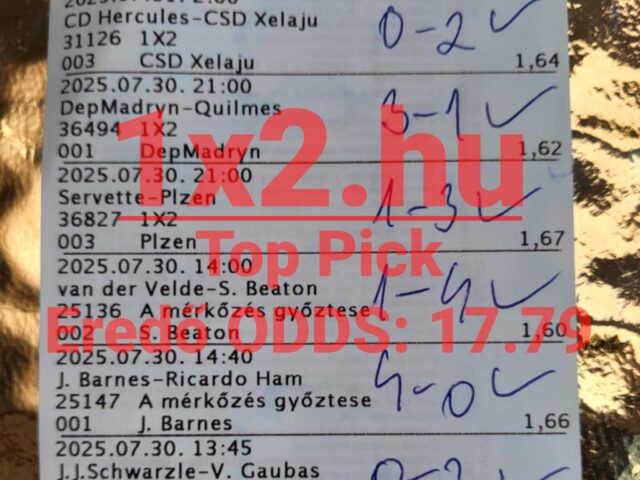 CD Hercules-CSD Xelaju
31126 1X2
003 CSD Xelaju 1,64
0-2 ✓
2025.07.30. 21:00
DepMadryn-Quilmes
36494 1X2
001 DepMadryn 1,62
3-1 ✓
2025.07.30. 21:00
Servette-Plzen
36827 1X2
003 Plzen 1,67
1-3 ✓
2025.07.30. 14:00
van der Velde-S. Beaton
25136 A mérkőzés győztese
002 S. Beaton 1,60
1-4 ✓
2025.07.30. 14:40
J. Barnes-Ricardo Ham
25147 A mérkőzés győztese
001 J. Barnes 1,66
4-0 ✓
2025.07.30. 13:45
J.J.Schwarzle-V. Gaubas
1x2.hu
Top Pick
Eredő ODDS: 17.79